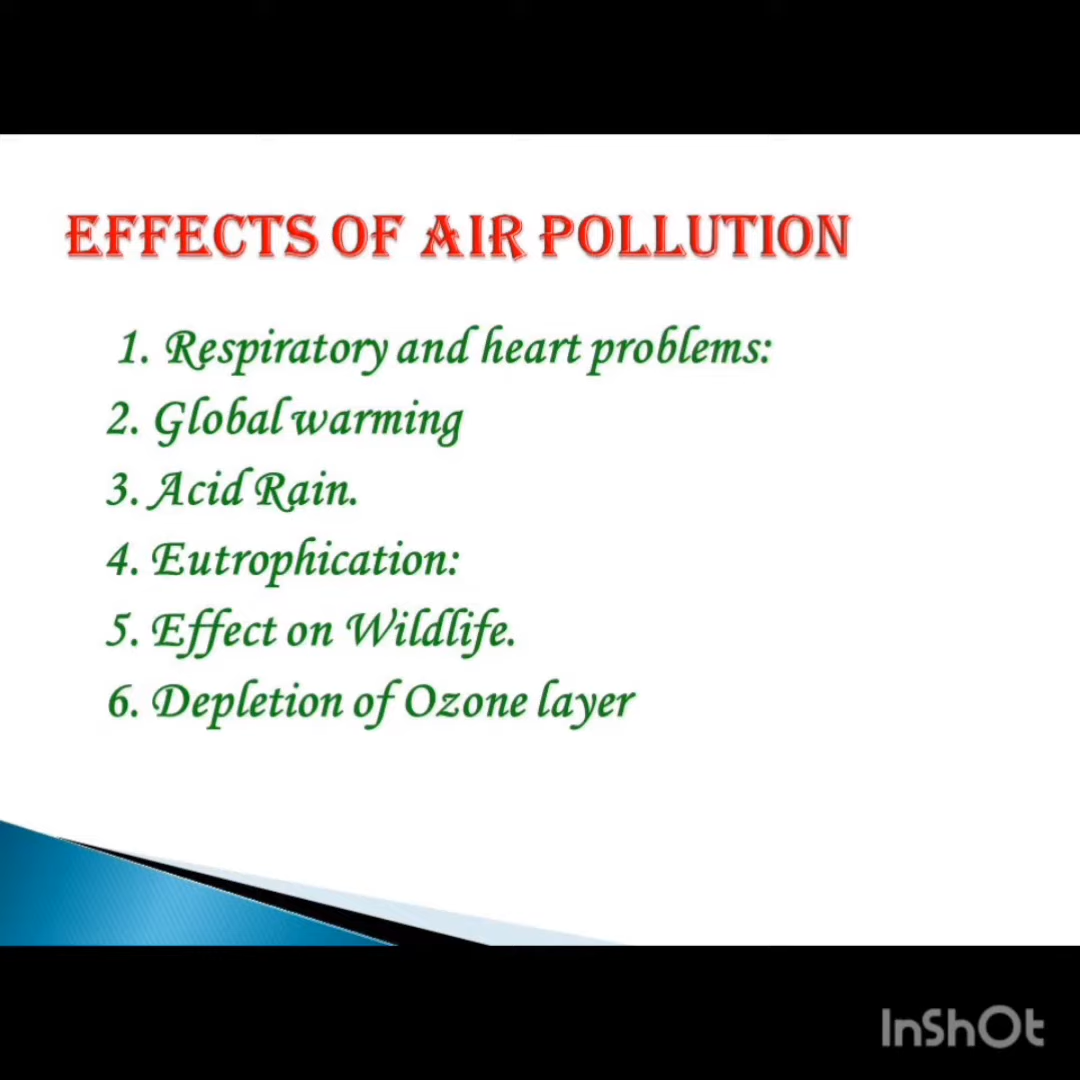 EFFECTS OF AIR POLLUTION
1. Respiratory and heart problems:
2. Global warming
3. Acid Rain.
4. Eutrophication:
5. Effect on Wildlife.
6. Depletion of Ozone layer
InShOt